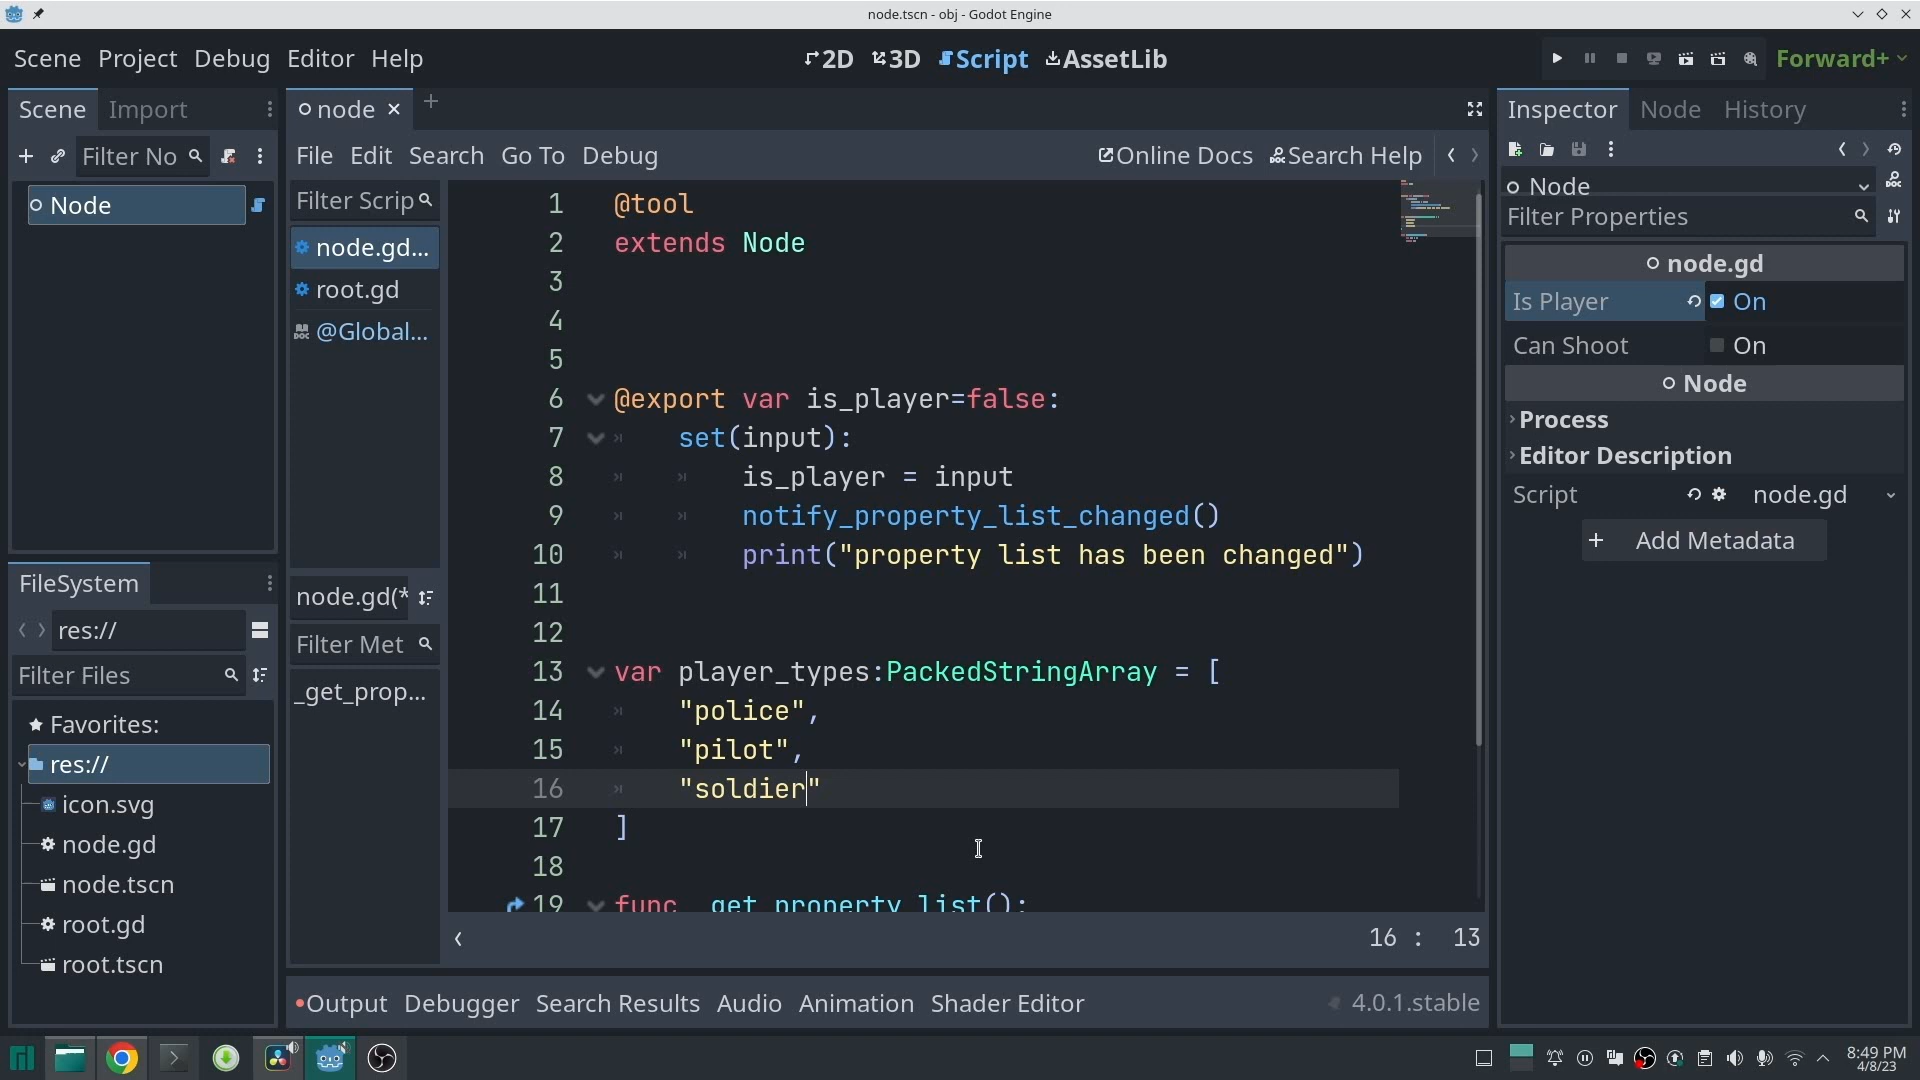 node.tscn - obj - Godot Engine
Scene Project Debug Editor Help
2D 3D Script AssetLib
Forward+
Scene Import
Filter No
Node
FileSystem
res://
Filter Files
Favorites:
res://
icon.svg
node.gd
node.tscn
root.gd
root.tscn
node
File Edit Search Go To Debug
Online Docs Search Help
Filter Scrip
node.gd...
root.gd
@Global...
node.gd(*
Filter Met
_get_prop...
1 @tool
2 extends Node
3
4
5
6 @export var is_player=false:
7 set(input):
8 is_player = input
9 notify_property_list_changed()
10 print("property list has been changed")
11
12
13 var player_types:PackedStringArray = [
14 "police",
15 "pilot",
16 "soldier"
17 ]
18
19 func _get_property_list():
16 : 13
Output Debugger Search Results Audio Animation Shader Editor
4.0.1.stable
Inspector Node History
Node
Filter Properties
node.gd
Is Player On
Can Shoot On
Node
Process
Editor Description
Script node.gd
+ Add Metadata
8:49 PM
4/8/23